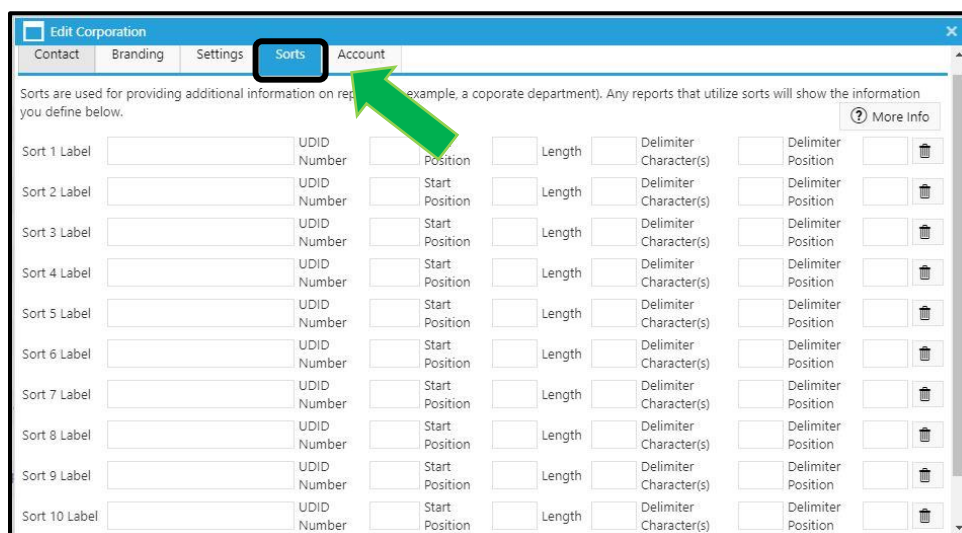 Edit Corporation
Contact Branding Settings Sorts Account
Sorts are used for providing additional information on example, a coporate department). Any reports that utilize sorts will show the information
you define below.
More Info
Sort 1 Label UDID Number Position Length Delimiter Character(s) Delimiter Position
Sort 2 Label UDID Number Start Position Length Delimiter Character(s) Delimiter Position
Sort 3 Label UDID Number Start Position Length Delimiter Character(s) Delimiter Position
Sort 4 Label UDID Number Start Position Length Delimiter Character(s) Delimiter Position
Sort 5 Label UDID Number Start Position Length Delimiter Character(s) Delimiter Position
Sort 6 Label UDID Number Start Position Length Delimiter Character(s) Delimiter Position
Sort 7 Label UDID Number Start Position Length Delimiter Character(s) Delimiter Position
Sort 8 Label UDID Number Start Position Length Delimiter Character(s) Delimiter Position
Sort 9 Label UDID Number Start Position Length Delimiter Character(s) Delimiter Position
Sort 10 Label UDID Number Start Position Length Delimiter Character(s) Delimiter Position